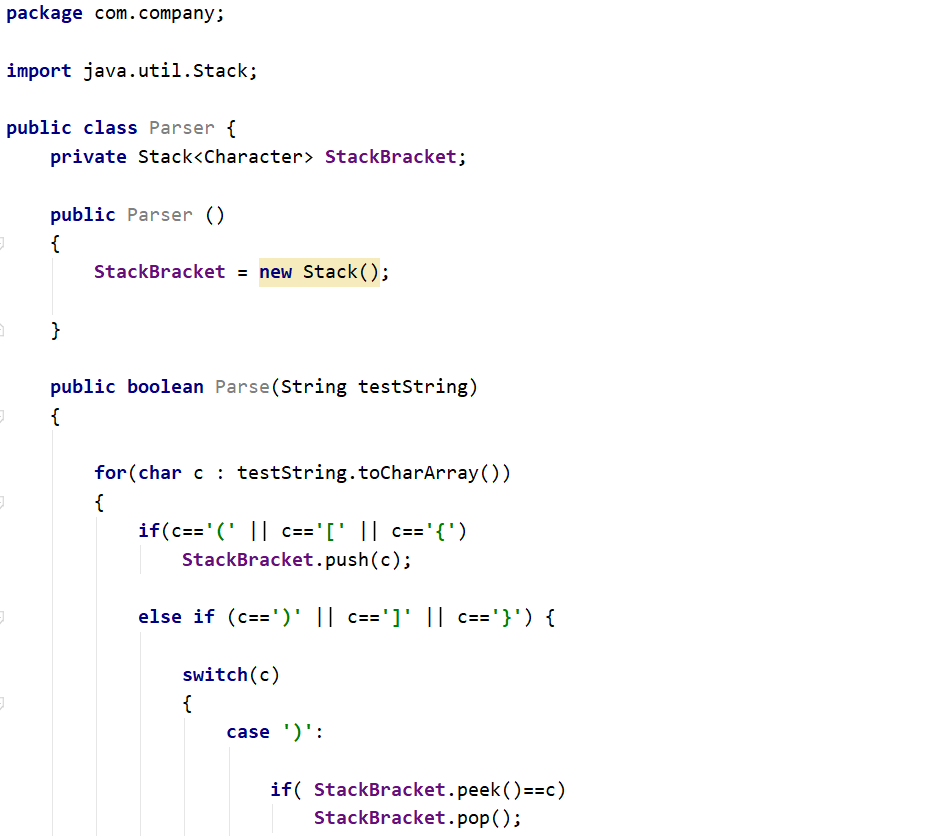 package com.company;
import java.util.Stack;
public class Parser {
private Stack<Character> StackBracket;
public Parser ()
{
StackBracket = new Stack();
}
public boolean Parse(String testString)
{
for(char c : testString.toCharArray())
{
if(c=='(' || c=='[' || c=='{')
StackBracket.push(c);
else if (c==')' || c==']' || c=='}') {
switch(c)
{
case ')':
if( StackBracket.peek()==c)
StackBracket.pop();